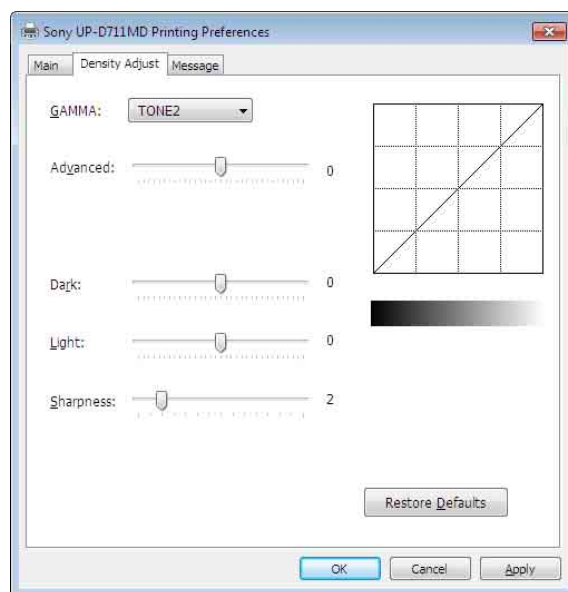 Sony UP-D711MD Printing Preferences
Main Density Adjust Message
GAMMA: TONE2
Advanced: 0
Dark: 0
Light: 0
Sharpness: 2
Restore Defaults
OK Cancel Apply